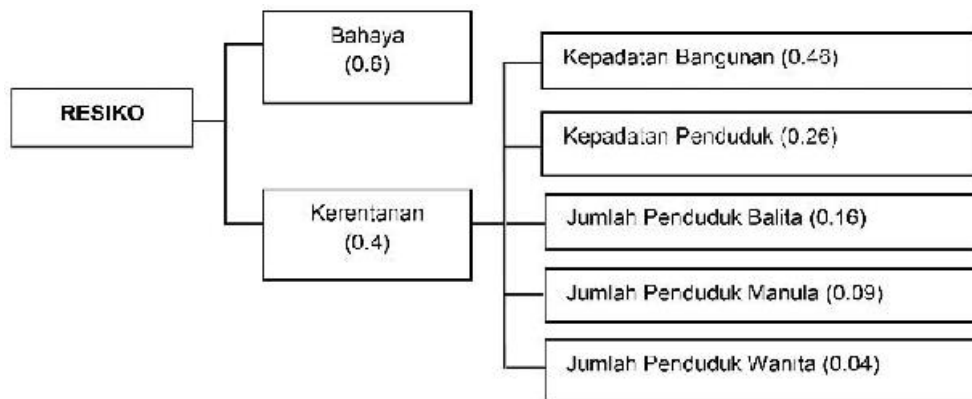 RESIKO
Bahaya
(0.6)
Kerentanan
(0.4)
Kepadatan Bangunan (0.46)
Kepadatan Penduduk (0.26)
Jumlah Penduduk Balita (0.16)
Jumlah Penduduk Manula (0.09)
Jumlah Penduduk Wanita (0.04)